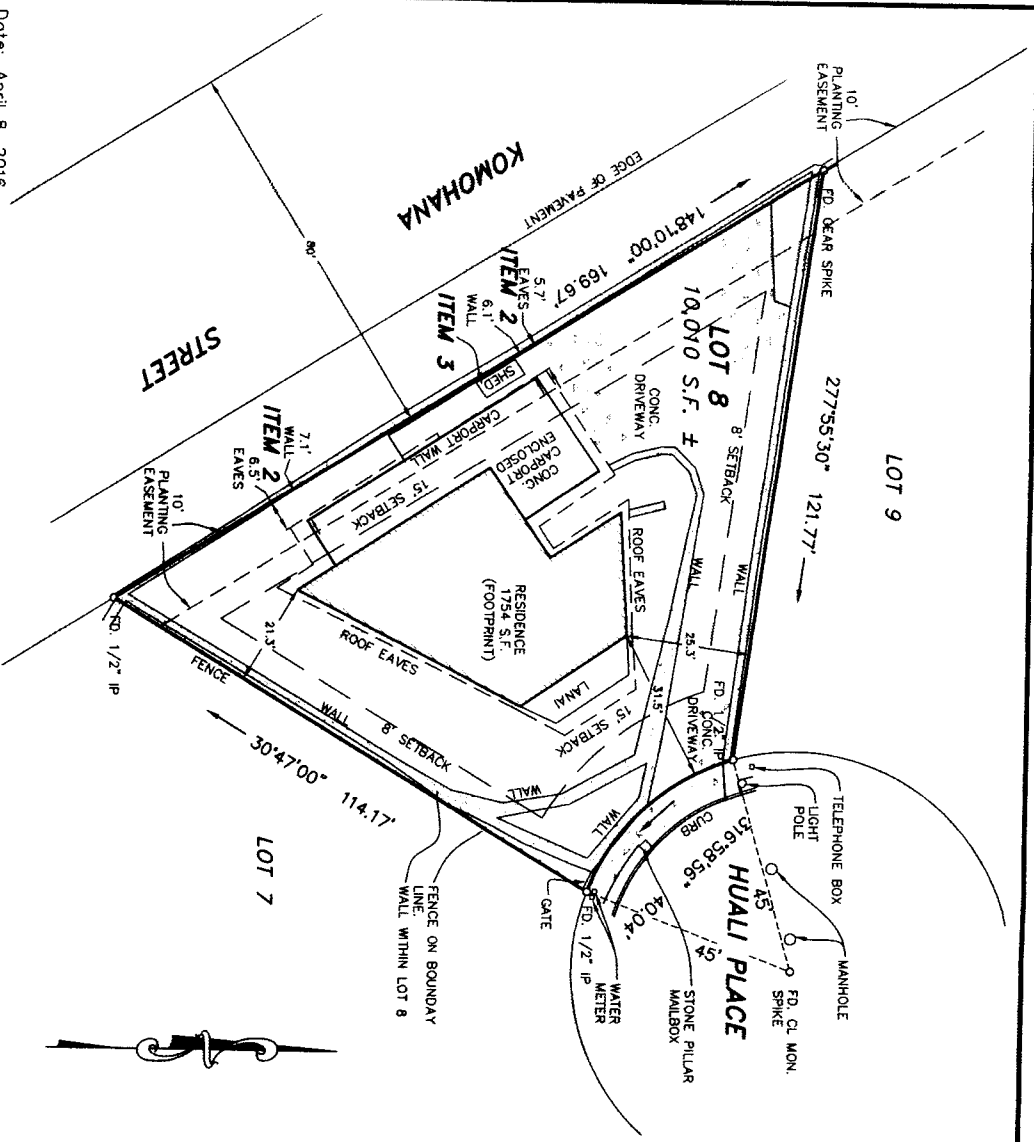 Date: April 8, 2016
10'
PLANTING
EASEMENT
KOMOHANA
STREET
EDGE OF PAVEMENT
80'
FD. GEAR SPIKE
148°10'00" 169.67'
5.7'
EAVES
ITEM 2
6.1'
WALL
ITEM 3
SHED
7.1'
WALL
ITEM 2
6.5'
EAVES
10'
PLANTING
EASEMENT
LOT 8
10,010 S.F. ±
CONC.
DRIVEWAY
CARPORT WALL
CONC.
CARPORT
ENCLOSED
15' SETBACK
8' SETBACK
277°55'30" 121.77'
LOT 9
WALL
WALL
ROOF EAVES
RESIDENCE
1754 S.F.
(FOOTPRINT)
ROOF EAVES
LANAI
25.3'
31.5'
21.3'
15' SETBACK
FD. 1/2" IP
CONC.
DRIVEWAY
FD. 1/2" IP
FENCE
WALL
8' SETBACK
WALL
WALL
30°47'00" 114.17'
LOT 7
FENCE ON BOUNDAY
LINE.
WALL WITHIN LOT 8
GATE
FD. 1/2" IP
WATER
METER
STONE PILLAR
MAILBOX
CURB
316°58'56"
40.04'
45'
45'
HUALI PLACE
TELEPHONE BOX
LIGHT
POLE
MANHOLE
FD. CL MON.
SPIKE